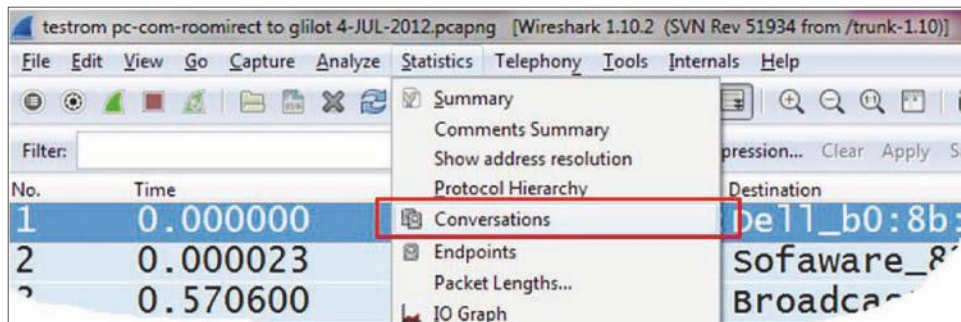 testrom pc-com-roomirect to glilot 4-JUL-2012.pcapng [Wireshark 1.10.2 (SVN Rev 51934 from /trunk-1.10)]
File Edit View Go Capture Analyze Statistics Telephony Tools Internals Help
Summary
Comments Summary
Show address resolution
Protocol Hierarchy
Conversations
Endpoints
Packet Lengths...
IO Graph
Filter: Clear Apply
No. Time Destination
1 0.000000 Dell_b0:8b:
2 0.000023
3 0.570600